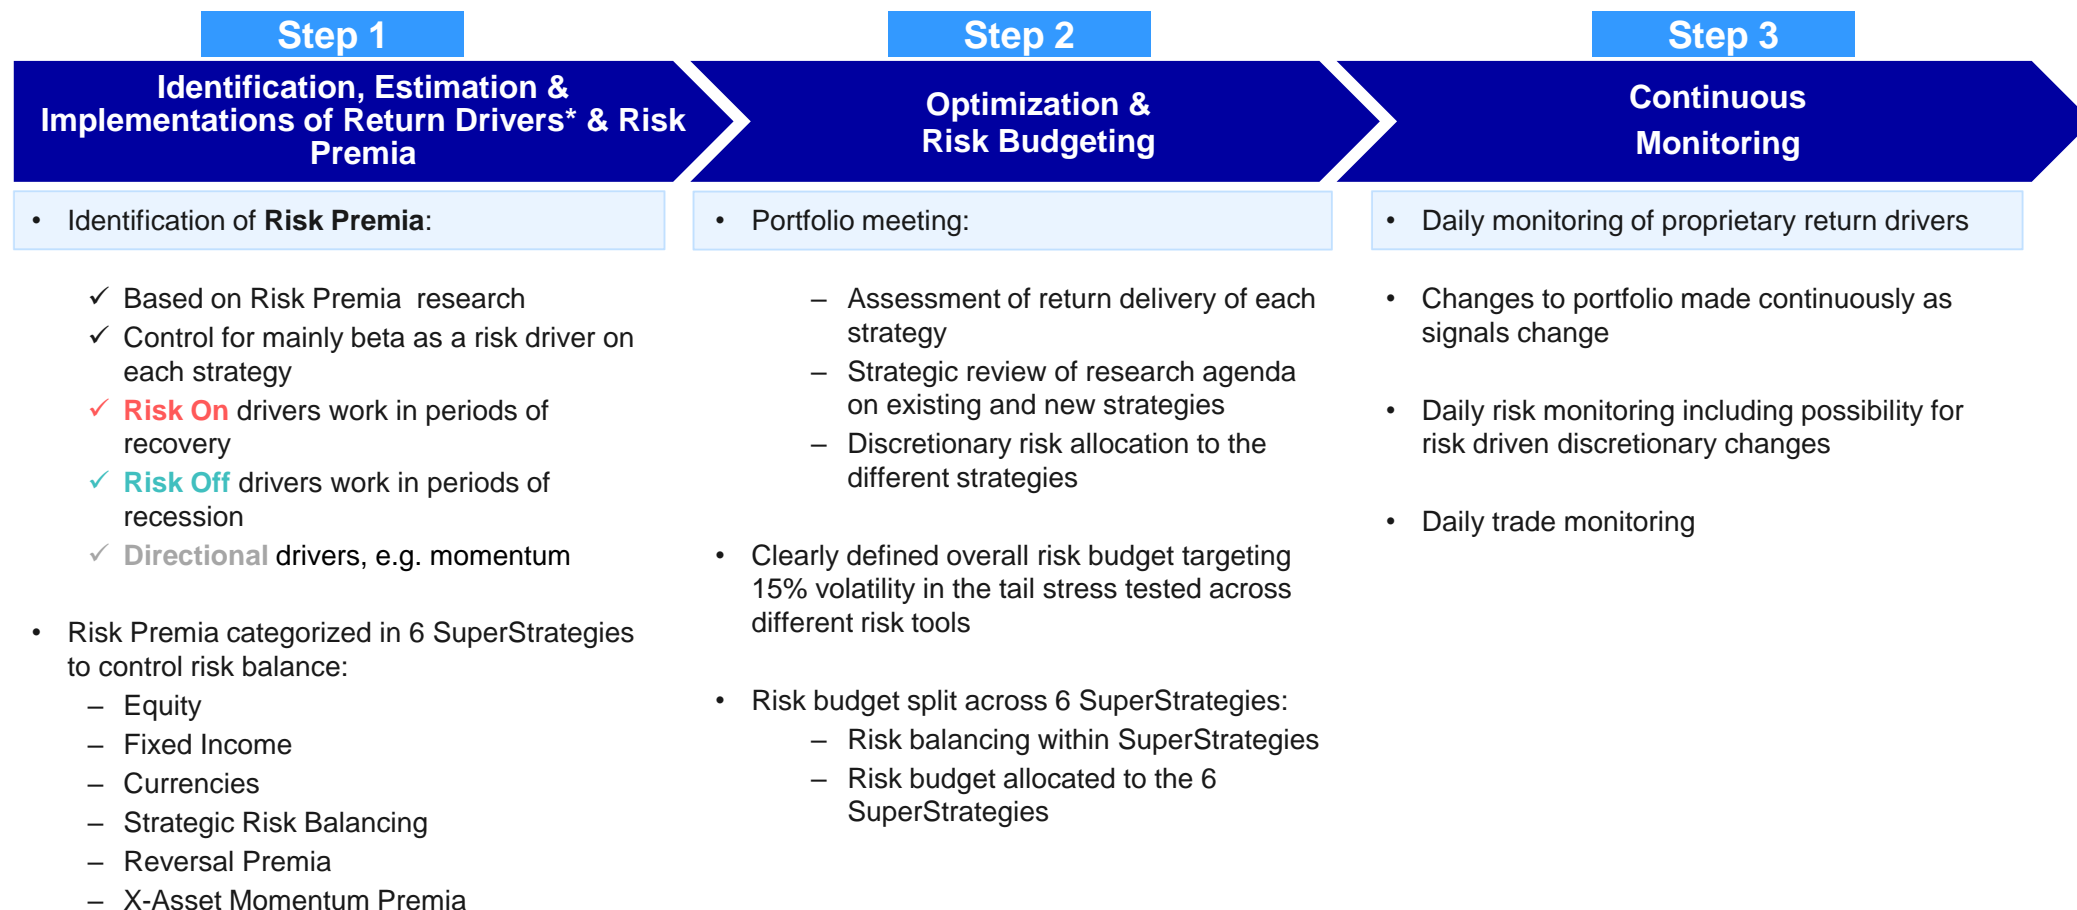 Step 1
Identification, Estimation &
Implementations of Return Drivers* & Risk
Premia
• Identification of Risk Premia:
✓ Based on Risk Premia research
✓ Control for mainly beta as a risk driver on
each strategy
✓ Risk On drivers work in periods of
recovery
✓ Risk Off drivers work in periods of
recession
✓ Directional drivers, e.g. momentum
• Risk Premia categorized in 6 SuperStrategies
to control risk balance:
– Equity
– Fixed Income
– Currencies
– Strategic Risk Balancing
– Reversal Premia
– X-Asset Momentum Premia
Step 2
Optimization &
Risk Budgeting
• Portfolio meeting:
– Assessment of return delivery of each
strategy
– Strategic review of research agenda
on existing and new strategies
– Discretionary risk allocation to the
different strategies
• Clearly defined overall risk budget targeting
15% volatility in the tail stress tested across
different risk tools
• Risk budget split across 6 SuperStrategies:
– Risk balancing within SuperStrategies
– Risk budget allocated to the 6
SuperStrategies
Step 3
Continuous
Monitoring
• Daily monitoring of proprietary return drivers
• Changes to portfolio made continuously as
signals change
• Daily risk monitoring including possibility for
risk driven discretionary changes
• Daily trade monitoring